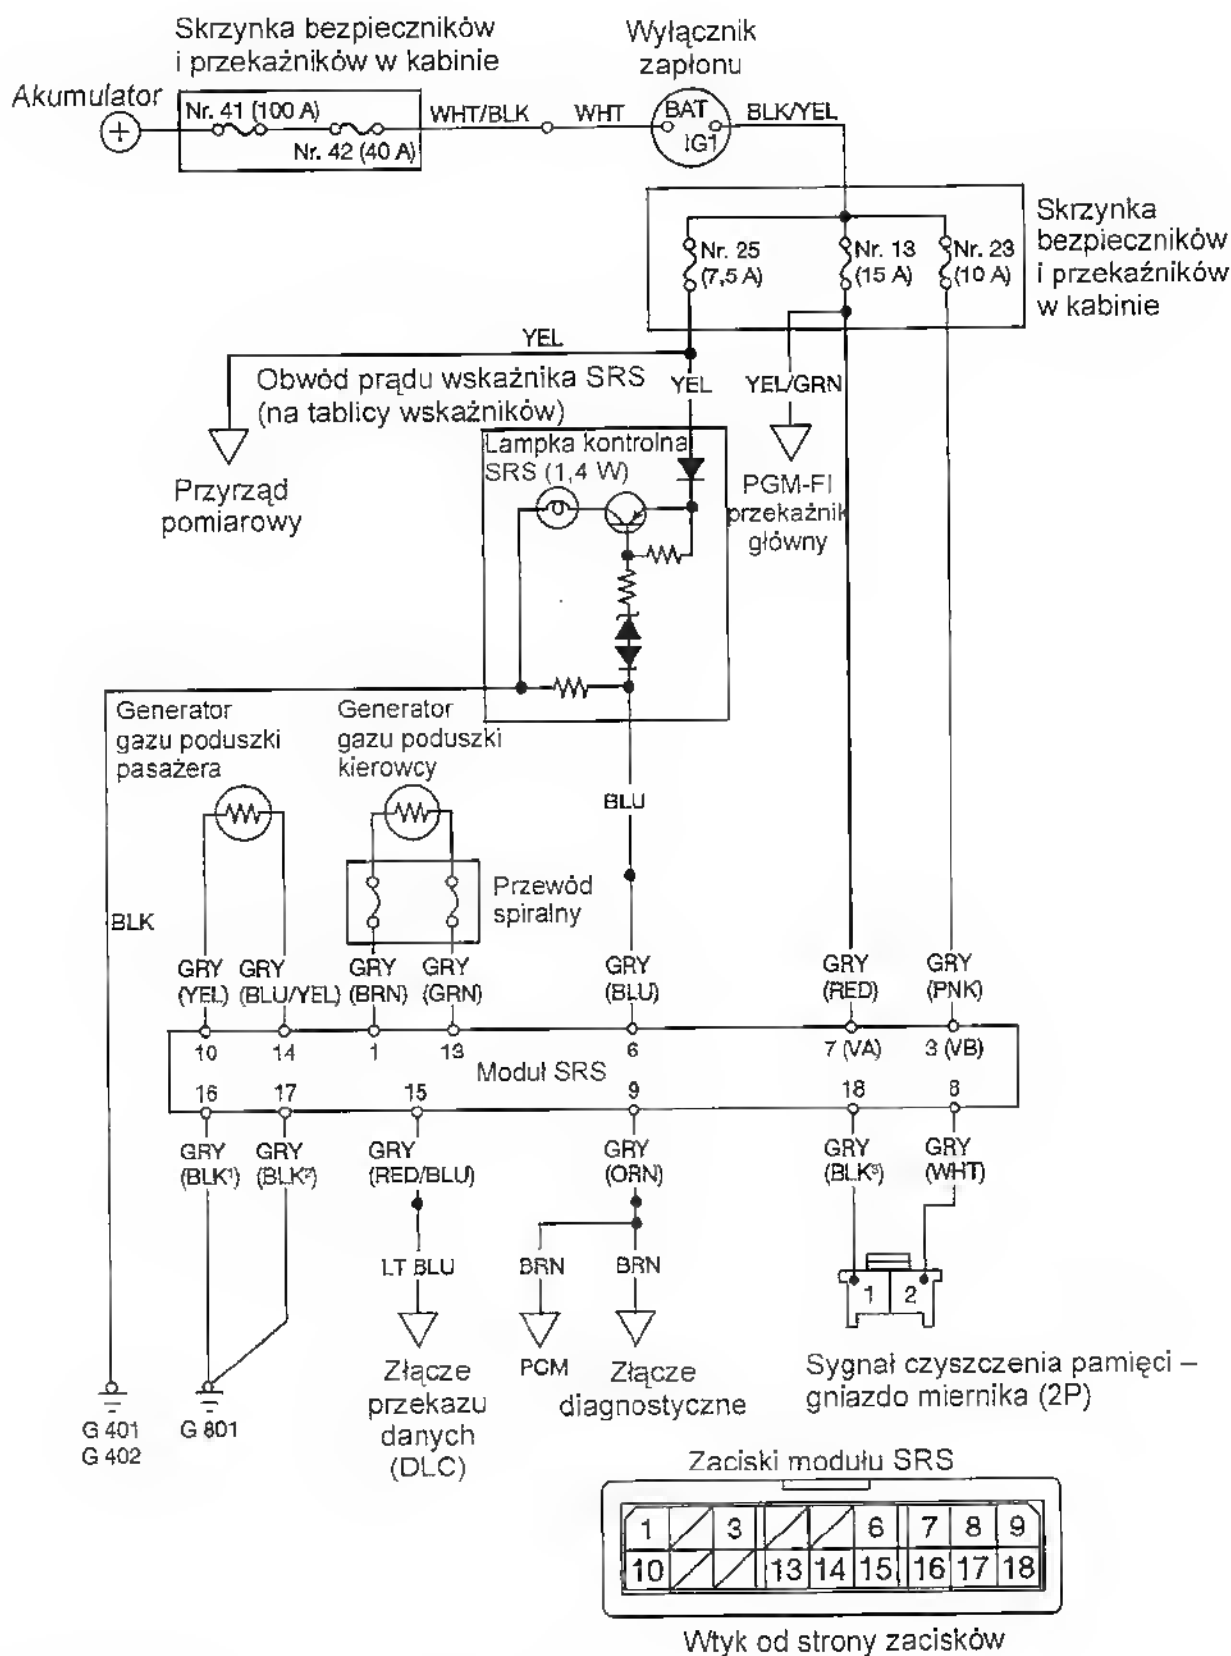 Skrzynka bezpieczników
i przekaźników w kabinie
Wyłącznik
zapłonu
Akumulator
Nr. 41 (100 A)
Nr. 42 (40 A)
WHT/BLK
WHT
BAT
IG1
BLK/YEL
Nr. 25
(7,5 A)
Nr. 13
(15 A)
Nr. 23
(10 A)
Skrzynka
bezpieczników
i przekaźników
w kabinie
YEL
YEL
YEL/GRN
Obwód prądu wskaźnika SRS
(na tablicy wskaźników)
Przyrząd
pomiarowy
Lampka kontrolna
SRS (1,4 W)
PGM-FI
przekaźnik
główny
Generator
gazu poduszki
pasażera
Generator
gazu poduszki
kierowcy
BLU
Przewód
spiralny
BLK
GRY
(YEL)
GRY
(BLU/YEL)
GRY
(BRN)
GRY
(GRN)
GRY
(BLU)
GRY
(RED)
GRY
(PNK)
10 14 1 13 6 7 (VA) 3 (VB)
Moduł SRS
16 17 15 9 18 8
GRY
(BLK¹)
GRY
(BLK²)
GRY
(RED/BLU)
GRY
(ORN)
GRY
(BLK³)
GRY
(WHT)
LT BLU
BRN
BRN
1 2
G 401
G 402
G 801
Złącze
przekazu
danych
(DLC)
PCM
Złącze
diagnostyczne
Sygnał czyszczenia pamięci –
gniazdo miernika (2P)
Zaciski modułu SRS
1 3 6 7 8 9
10 13 14 15 16 17 18
Wtyk od strony zacisków